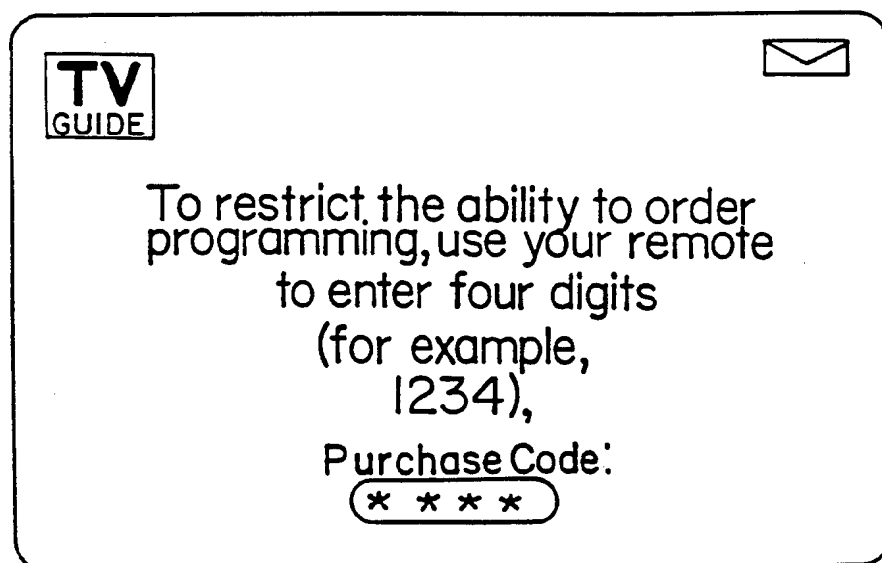 TV
GUIDE
To restrict the ability to order
programming, use your remote
to enter four digits
(for example,
1234),
Purchase Code:
* * * *